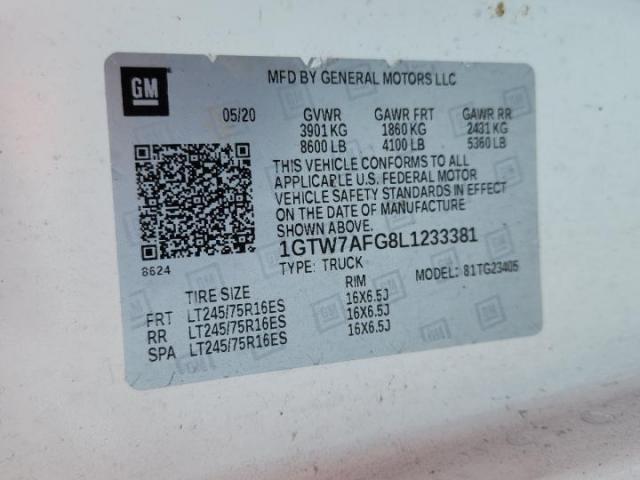 GM
MFD BY GENERAL MOTORS LLC
05/20 GVWR GAWR FRT GAWR RR
3901 KG 1860 KG 2431 KG
8600 LB 4100 LB 5360 LB
THIS VEHICLE CONFORMS TO ALL
APPLICABLE U.S. FEDERAL MOTOR
VEHICLE SAFETY STANDARDS IN EFFECT
ON THE DATE OF MANUFACTURE
1GTW7AFG8L1233381
8624 TYPE: TRUCK MODEL: 81TG23405
TIRE SIZE RIM
FRT LT245/75R16ES 16X6.5J
RR LT245/75R16ES 16X6.5J
SPA LT245/75R16ES 16X6.5J